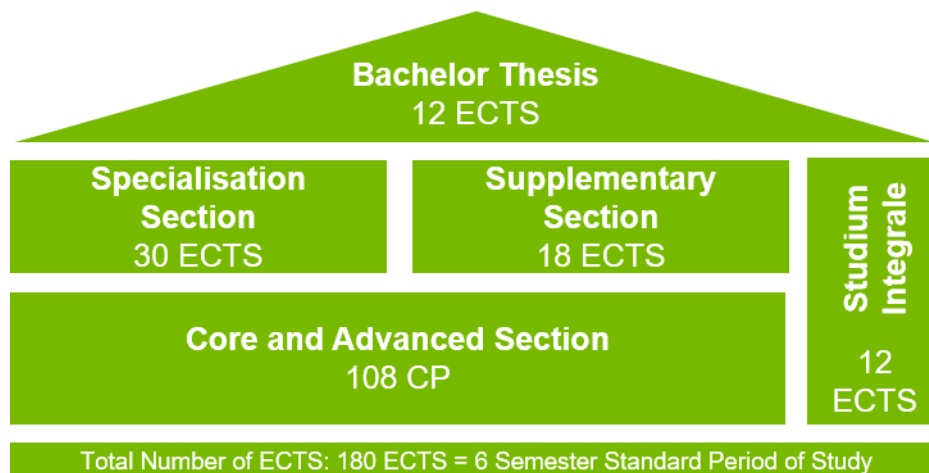 Bachelor Thesis
12 ECTS
Specialisation
Section
30 ECTS
Supplementary
Section
18 ECTS
Studium
Integrale
12
ECTS
Core and Advanced Section
108 CP
Total Number of ECTS: 180 ECTS = 6 Semester Standard Period of Study